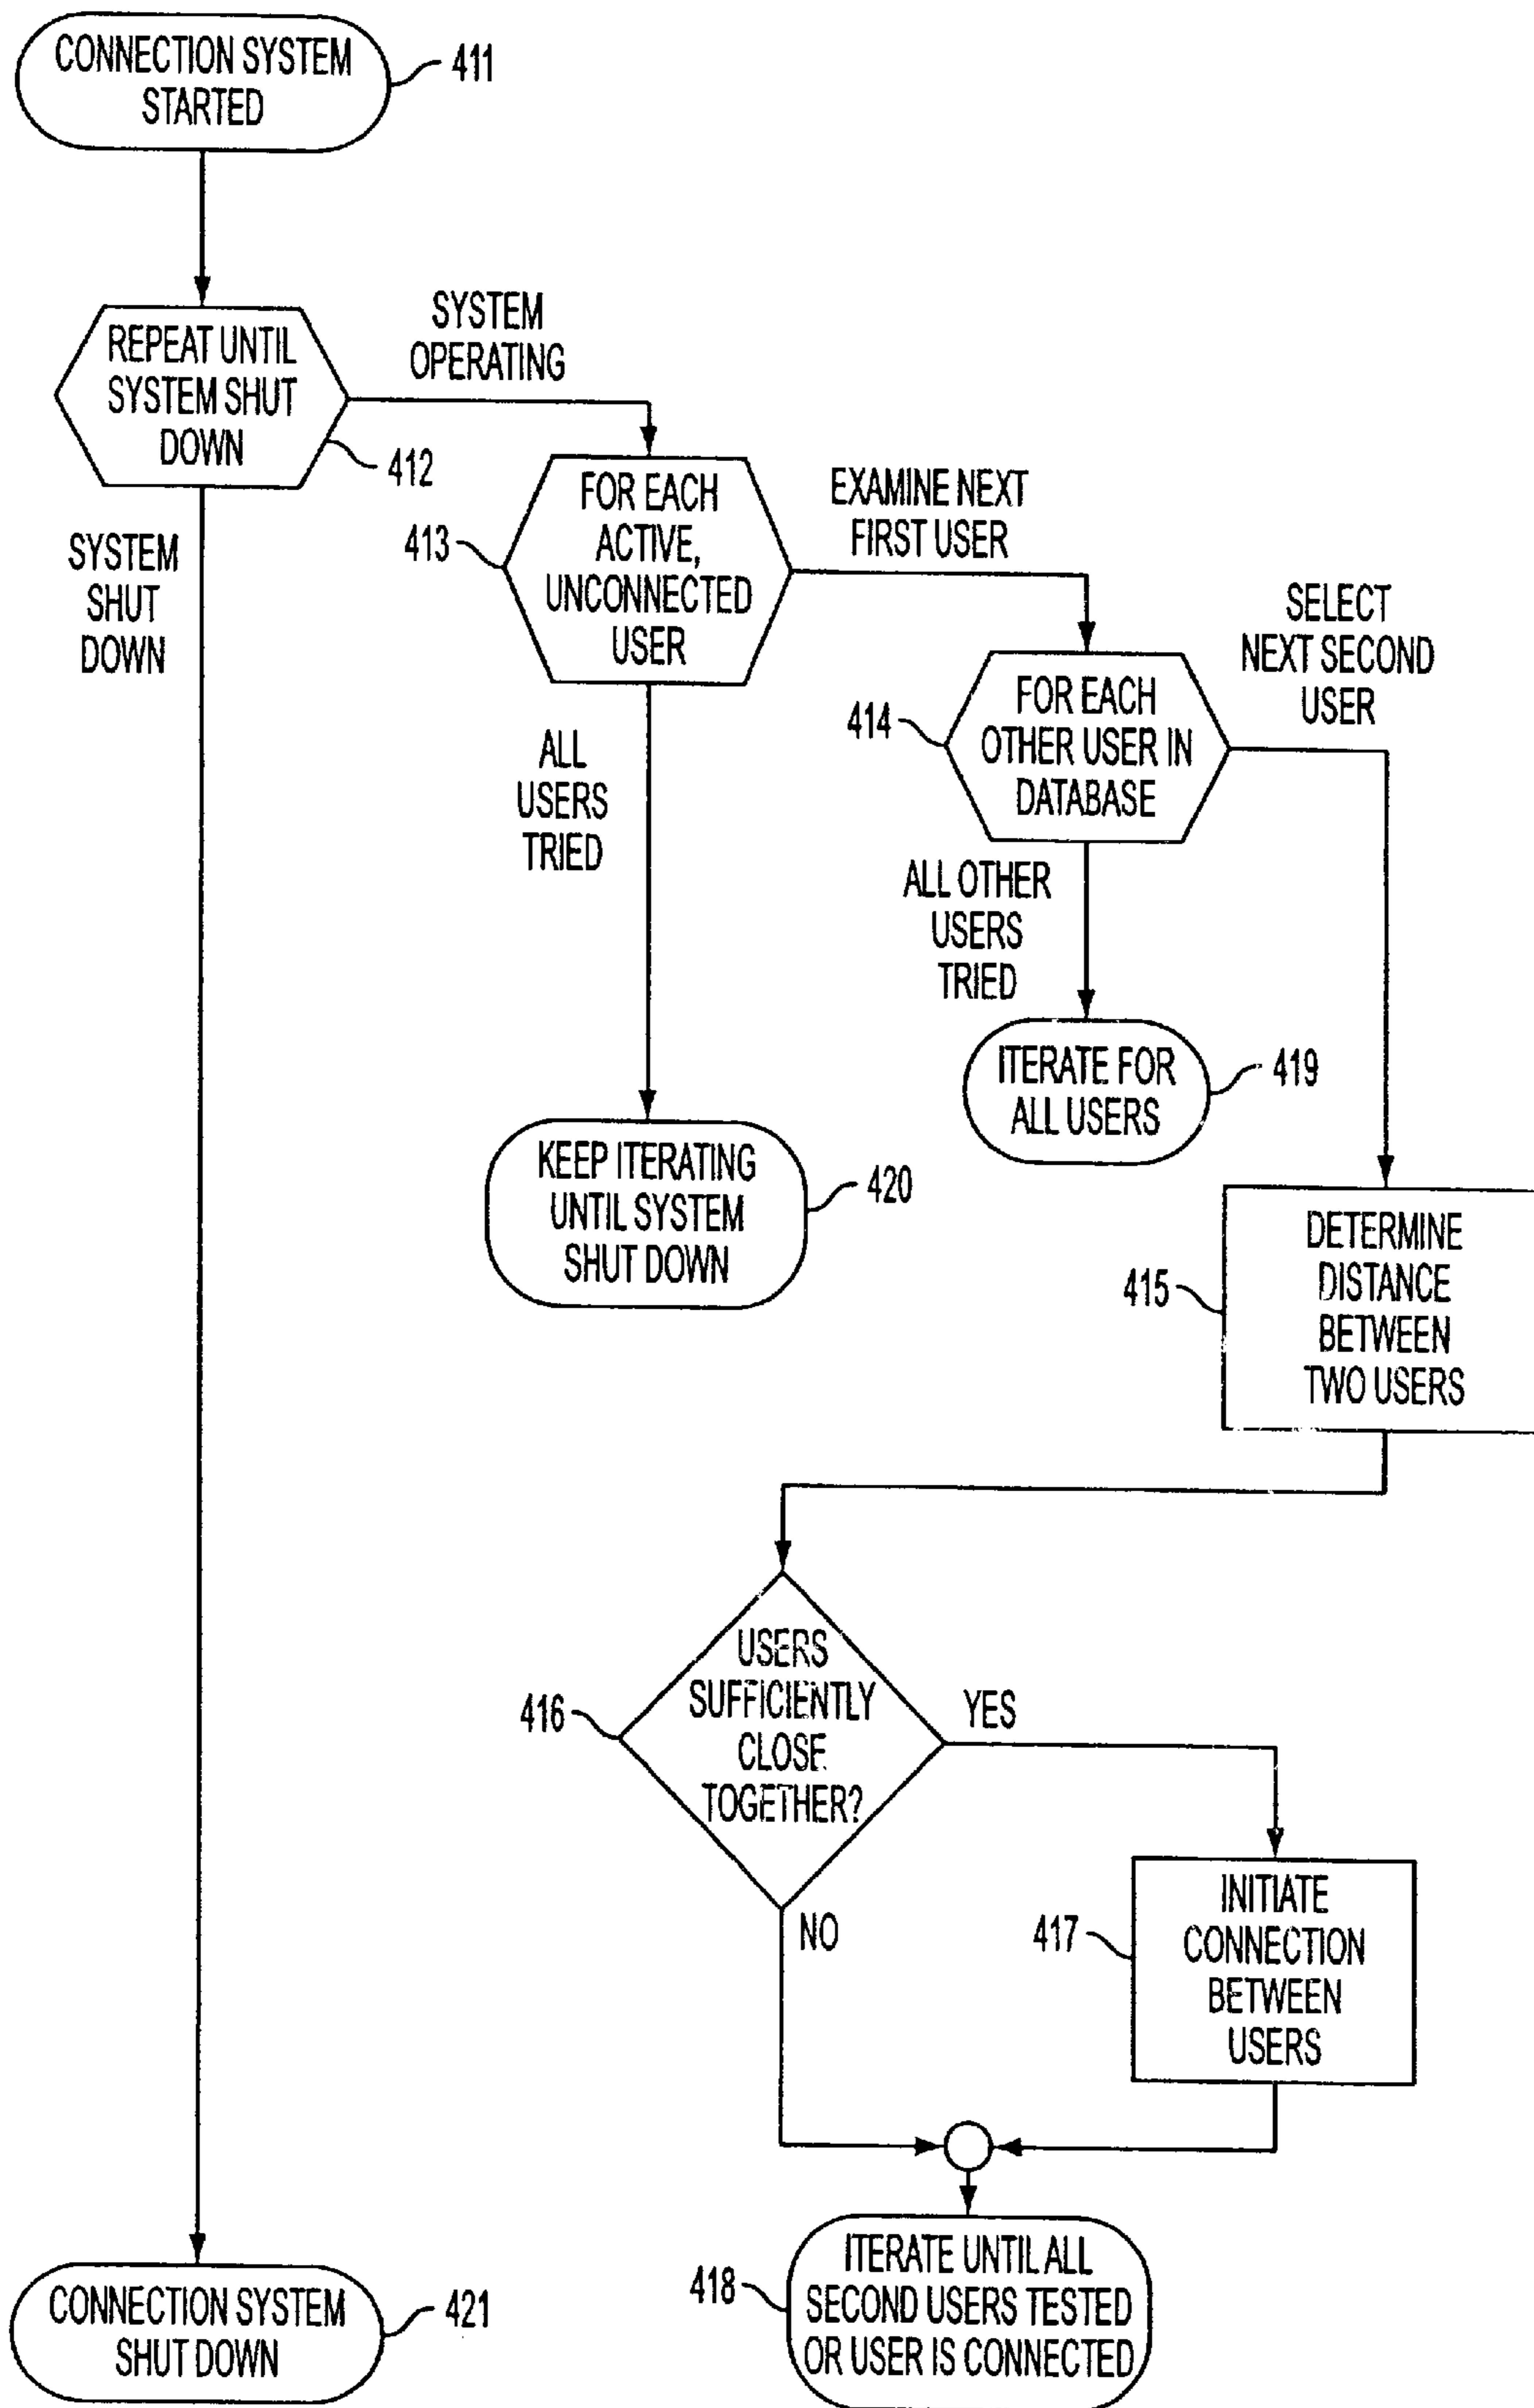 CONNECTION SYSTEM
STARTED
411
REPEAT UNTIL
SYSTEM SHUT
DOWN
412
SYSTEM
OPERATING
SYSTEM
SHUT
DOWN
FOR EACH
ACTIVE,
UNCONNECTED
USER
413
EXAMINE NEXT
FIRST USER
ALL
USERS
TRIED
FOR EACH
OTHER USER IN
DATABASE
414
SELECT
NEXT SECOND
USER
ALL OTHER
USERS
TRIED
ITERATE FOR
ALL USERS
419
KEEP ITERATING
UNTIL SYSTEM
SHUT DOWN
420
DETERMINE
DISTANCE
BETWEEN
TWO USERS
415
USERS
SUFFICIENTLY
CLOSE
TOGETHER?
416
YES
NO
INITIATE
CONNECTION
BETWEEN
USERS
417
ITERATE UNTIL ALL
SECOND USERS TESTED
OR USER IS CONNECTED
418
CONNECTION SYSTEM
SHUT DOWN
421